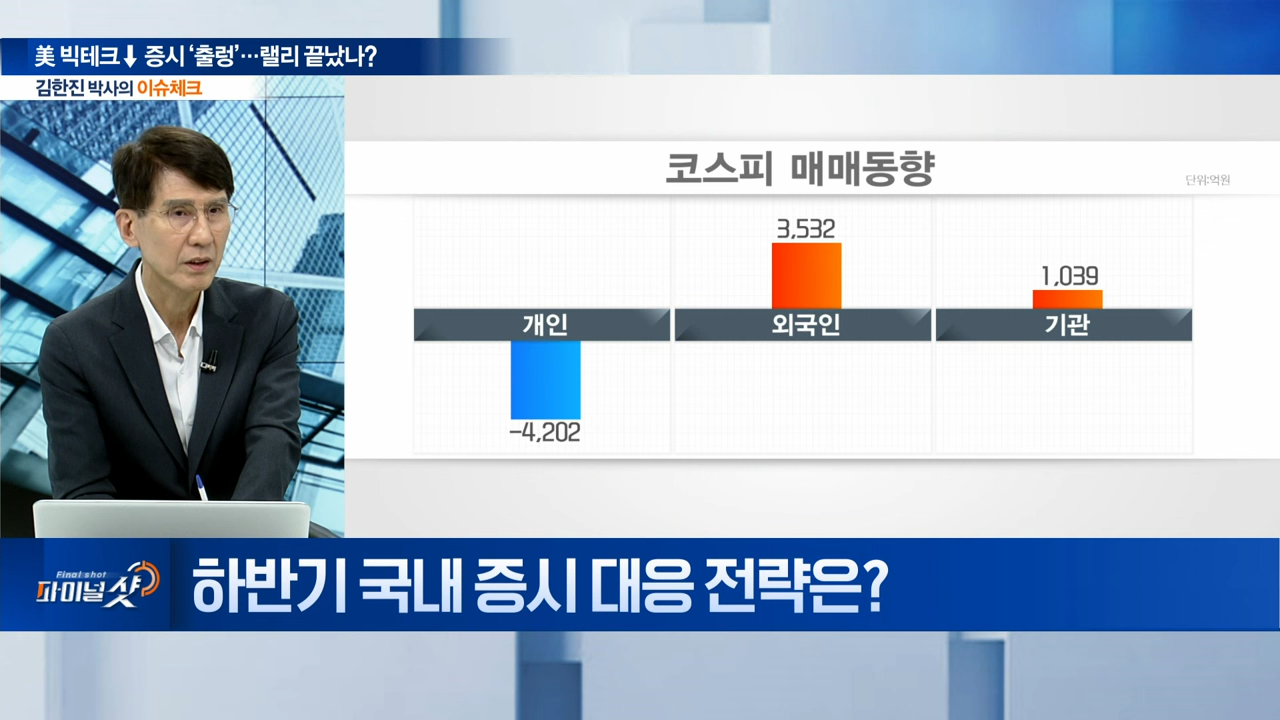 美 빅테크⬇ 증시 '출렁'…랠리 끝났나?
김한진 박사의 이슈체크
코스피 매매동향
단위:억원
3,532
1,039
개인
외국인
기관
-4,202
Final shot
파이널샷
하반기 국내 증시 대응 전략은?